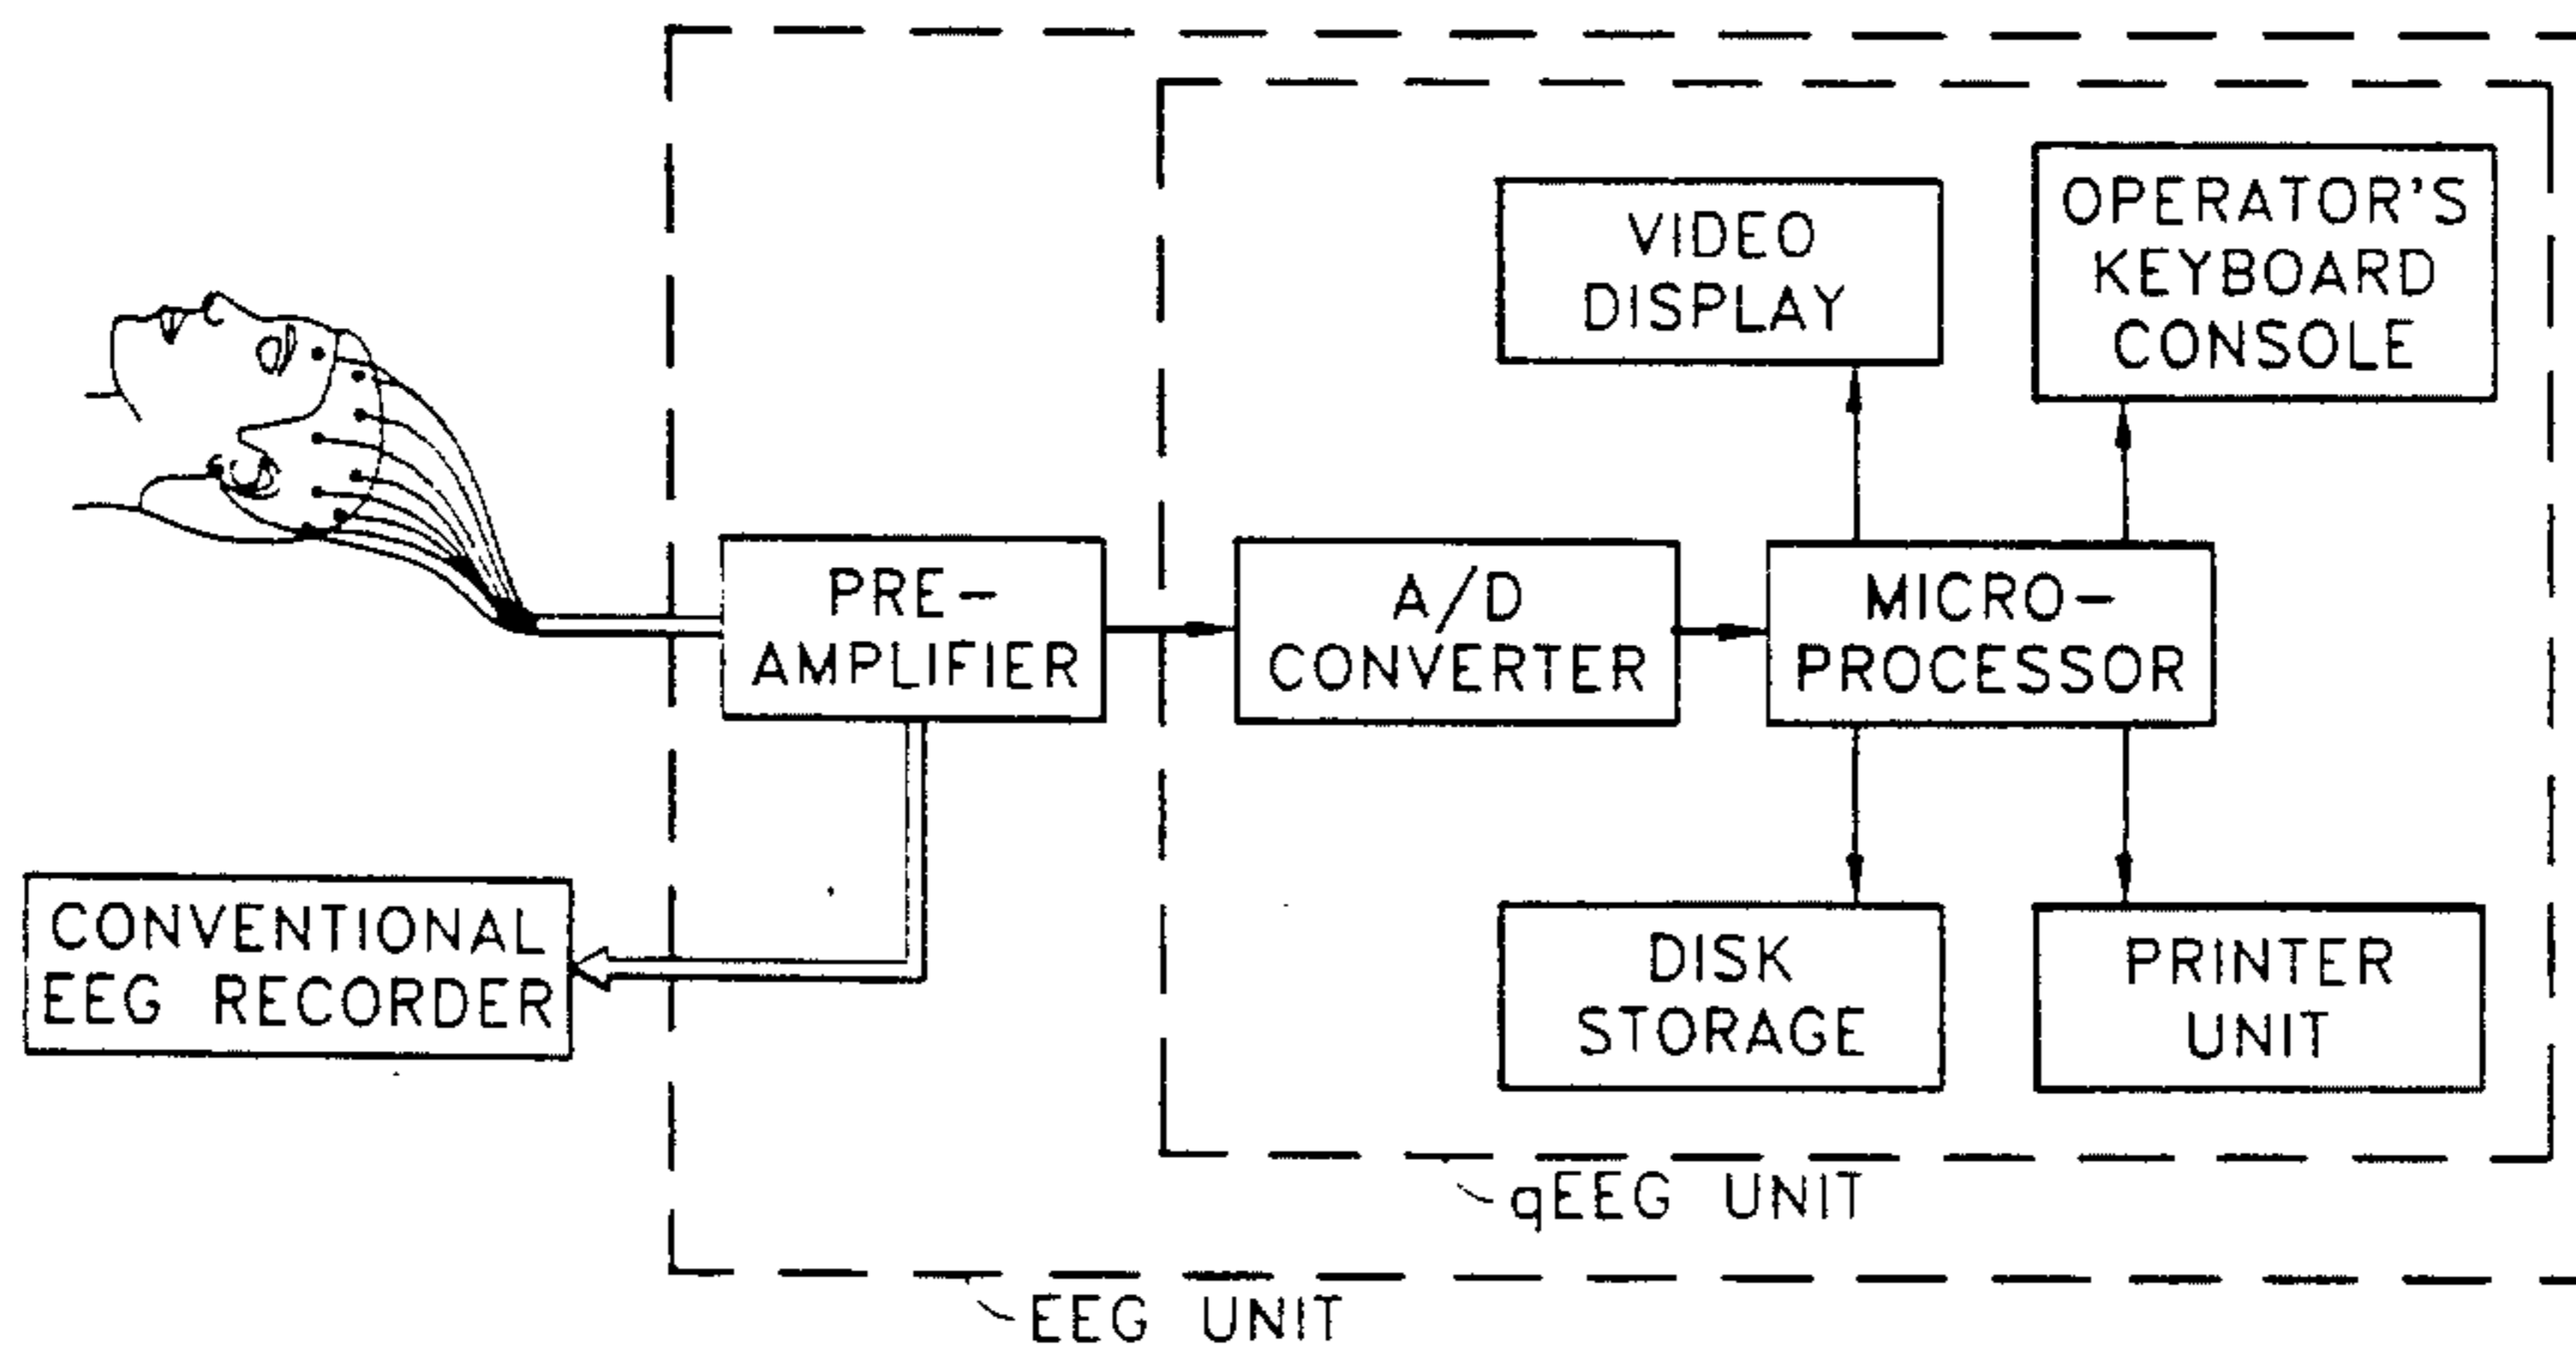 VIDEO
DISPLAY
OPERATOR'S
KEYBOARD
CONSOLE
PRE-
AMPLIFIER
A/D
CONVERTER
MICRO-
PROCESSOR
CONVENTIONAL
EEG RECORDER
DISK
STORAGE
PRINTER
UNIT
qEEG UNIT
EEG UNIT